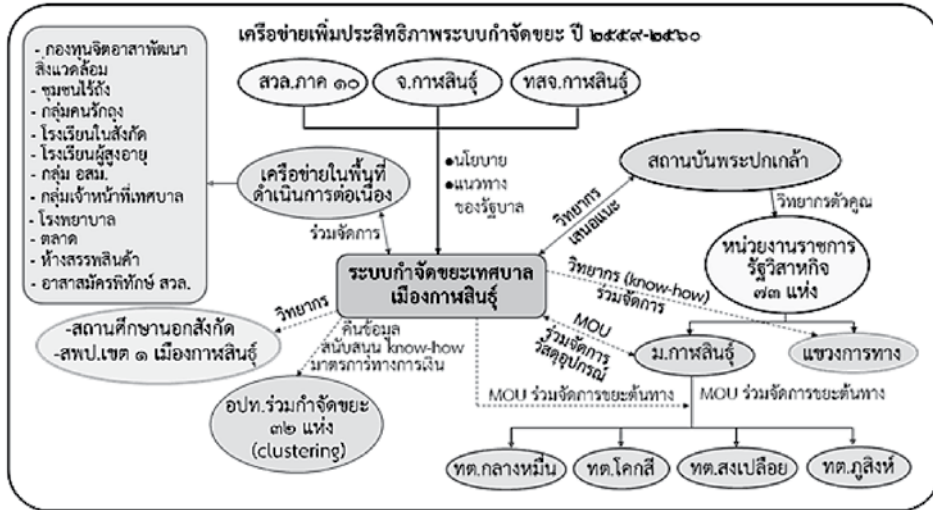 เครือข่ายเพิ่มประสิทธิภาพระบบกำจัดขยะ ปี ๒๕๕๙-๒๕๖๐
- กองทุนจิตอาสาพัฒนา
สิ่งแวดล้อม
- ชุมชนไร้ถัง
- กลุ่มคนรักถุง
- โรงเรียนในสังกัด
- โรงเรียนผู้สูงอายุ
- กลุ่ม อสม.
- กลุ่มเจ้าหน้าที่เทศบาล
- โรงพยาบาล
- ตลาด
- ห้างสรรพสินค้า
- อาสาสมัครพิทักษ์ สวล.
สวล.ภาค ๑๐
จ.กาฬสินธุ์
ทสจ.กาฬสินธุ์
เครือข่ายในพื้นที่
ดำเนินการต่อเนื่อง
●นโยบาย
●แนวทาง
ของรัฐบาล
สถานบันพระปกเกล้า
วิทยากรตัวคูณ
วิทยากร
เสนอแนะ
ร่วมจัดการ
หน่วยงานราชการ
รัฐวิสาหกิจ
๗๓ แห่ง
ระบบกำจัดขยะเทศบาล
เมืองกาฬสินธุ์
วิทยากร (know-how)
ร่วมจัดการ
วิทยากร
-สถานศึกษานอกสังกัด
-สพป.เขต ๑ เมืองกาฬสินธุ์
คืนข้อมูล
สนับสนุน know-how
มาตรการทางการเงิน
MOU
ร่วมจัดการ
วัสดุอุปกรณ์
ม.กาฬสินธุ์
แขวงการทาง
อปท.ร่วมกำจัดขยะ
๓๒ แห่ง
(clustering)
MOU ร่วมจัดการขยะต้นทาง
MOU ร่วมจัดการขยะต้นทาง
ทต.กลางหมื่น
ทต.โคกสี
ทต.สงเปลือย
ทต.ภูสิงห์